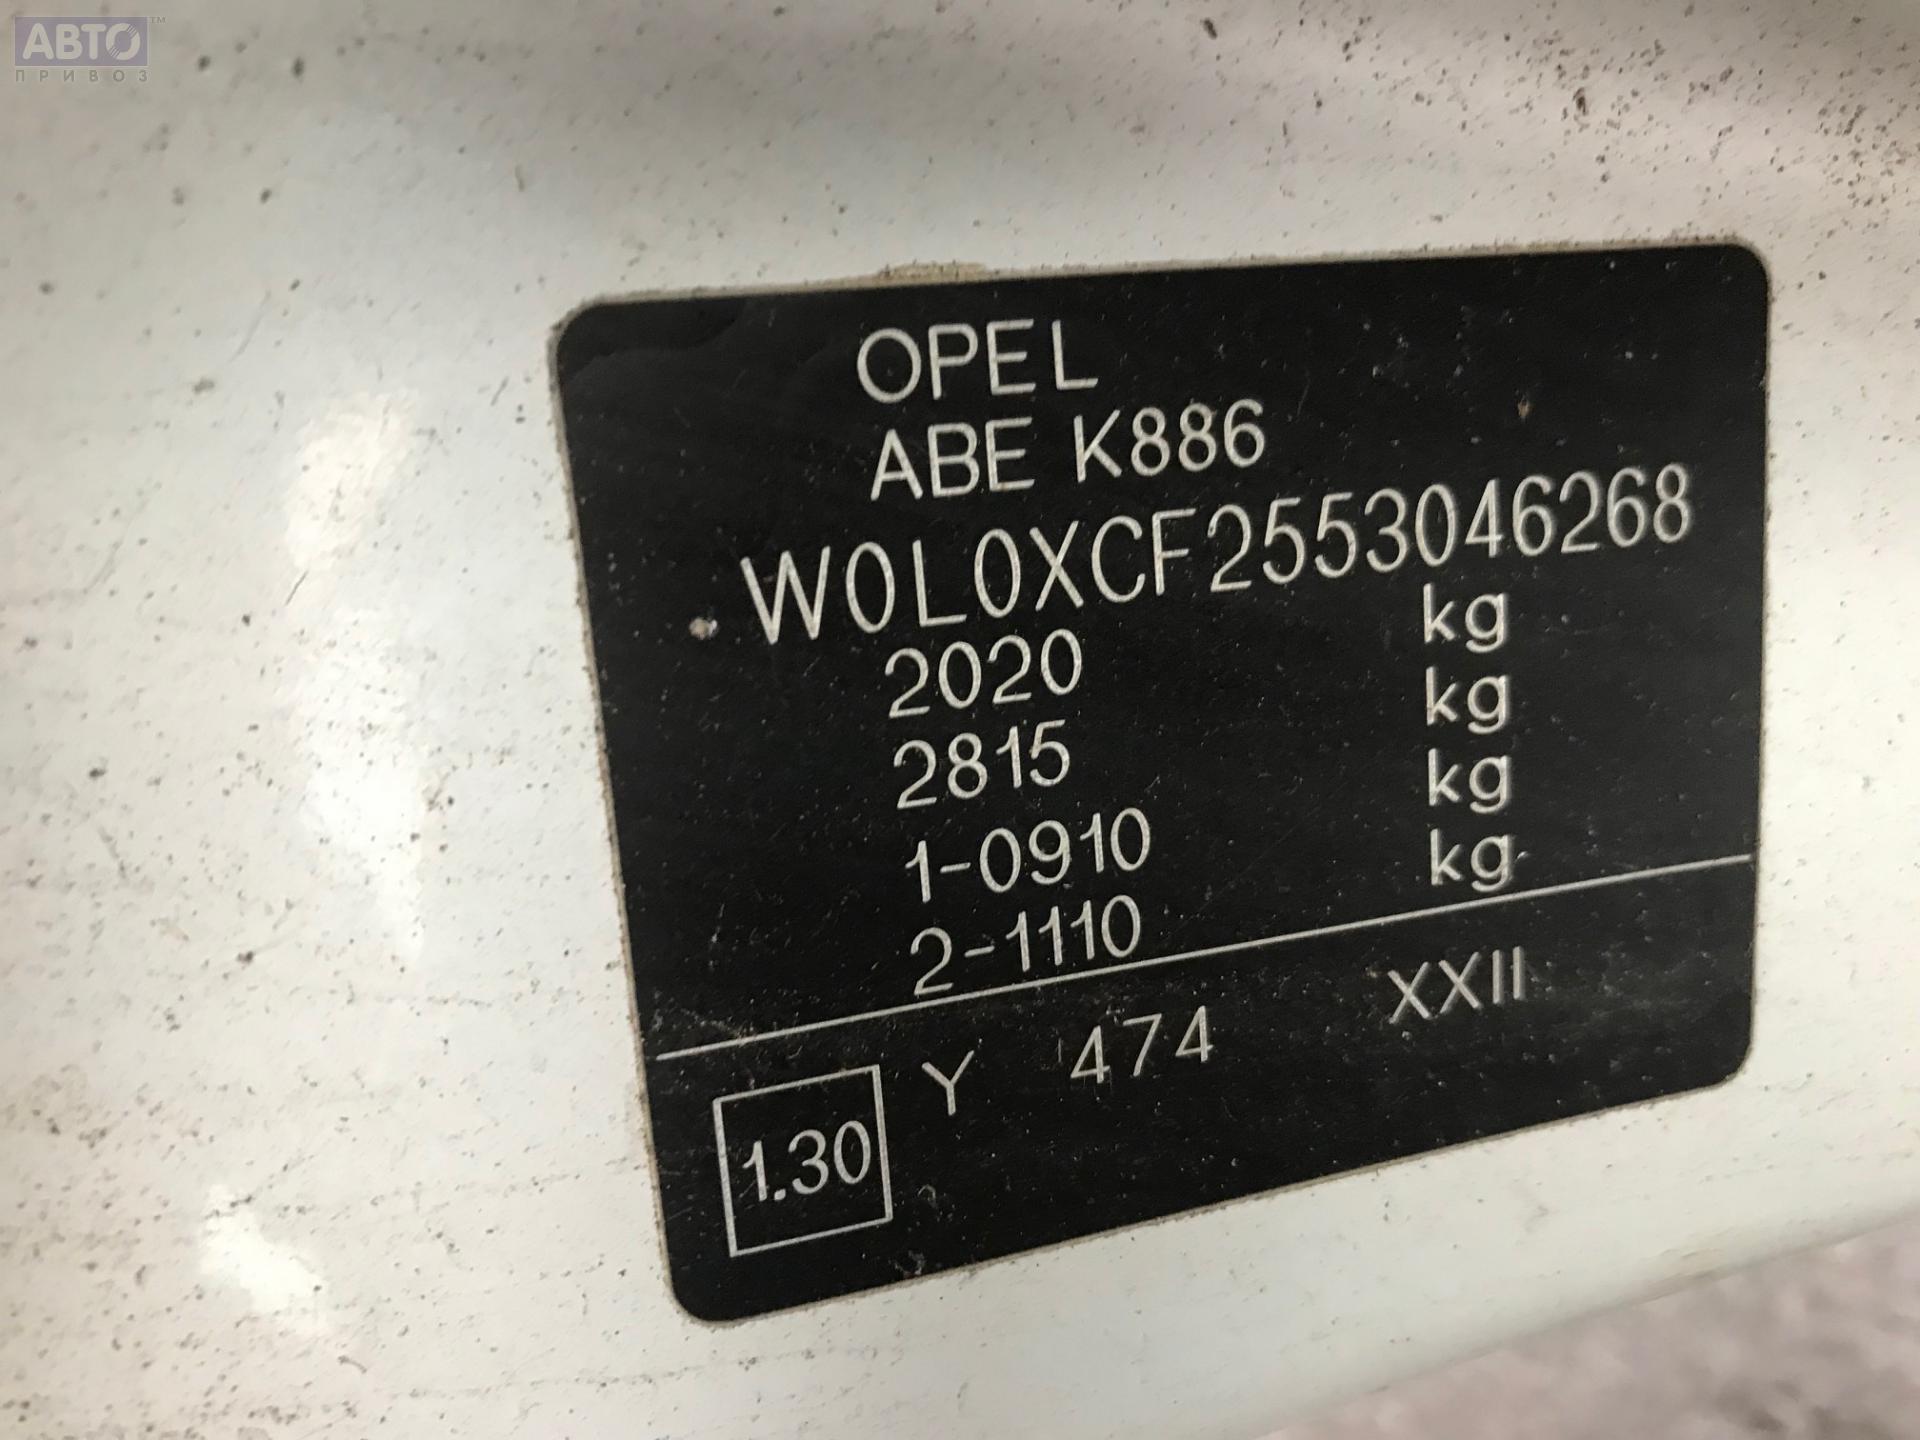 АВТО™
ПРИВОЗ
OPEL
ABE K886
W0L0XCF2553046268
2020 kg
2815 kg
1-0910 kg
2-1110 kg
1.30 Y 474 XXII